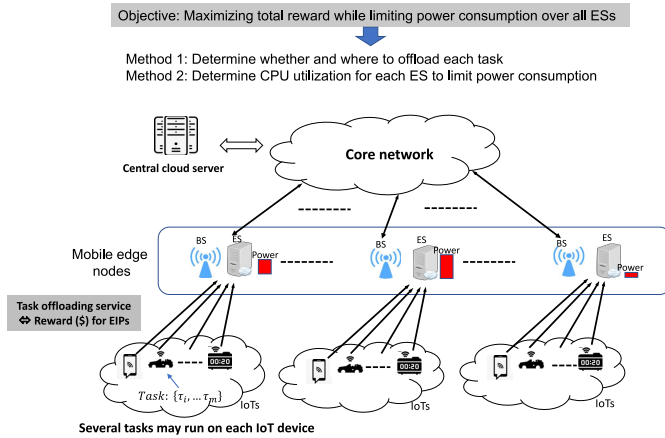 Objective: Maximizing total reward while limiting power consumption over all ESs
Method 1: Determine whether and where to offload each task
Method 2: Determine CPU utilization for each ES to limit power consumption
Central cloud server
Core network
Mobile edge
nodes
BS
ES
Power
BS
ES
Power
BS
ES
Power
Task offloading service
⇔ Reward ($) for EIPs
00:20
Task: {τᵢ, … τₘ}
IoTs
00:20
IoTs
00:20
IoTs
Several tasks may run on each IoT device